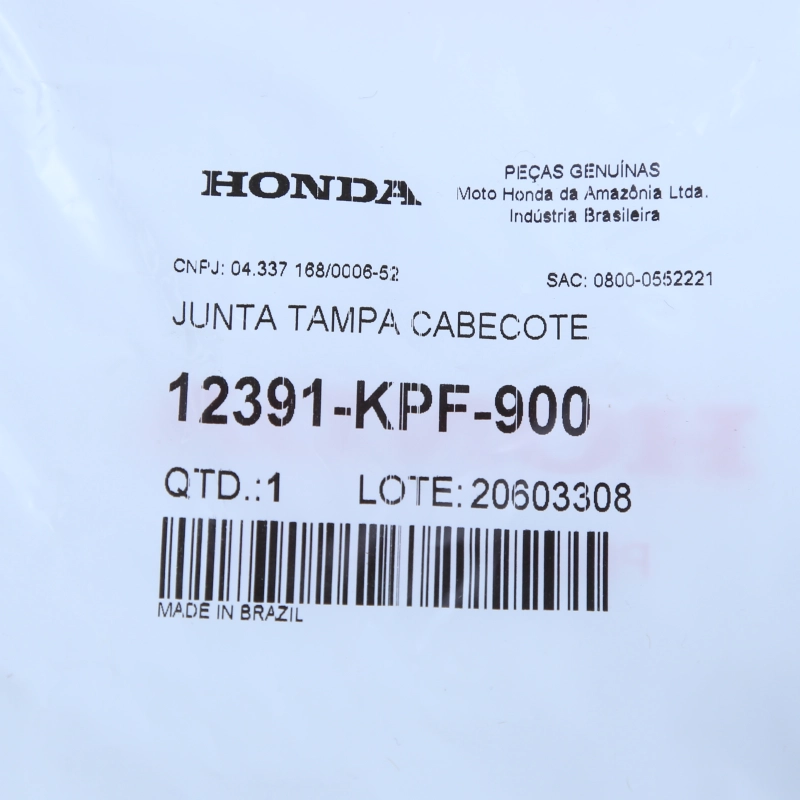 HONDA
PEÇAS GENUÍNAS
Moto Honda da Amazônia Ltda.
Indústria Brasileira
CNPJ: 04.337 168/0006-52
SAC: 0800-0552221
JUNTA TAMPA CABECOTE
12391-KPF-900
QTD.:1 LOTE: 20603308
MADE IN BRAZIL